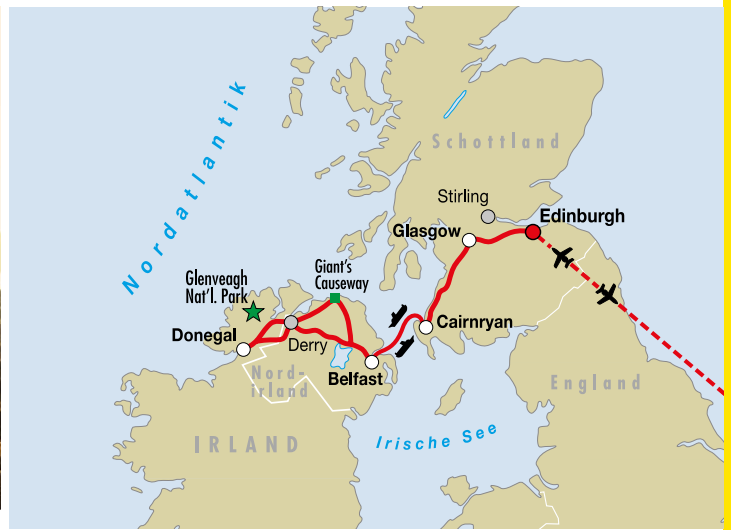 Nordatlantik
Schottland
Stirling
Edinburgh
Glasgow
Giant's
Causeway
Glenveagh
Nat'l. Park
Donegal
Derry
Cairnryan
Belfast
Nord-
irland
England
IRLAND
Irische See